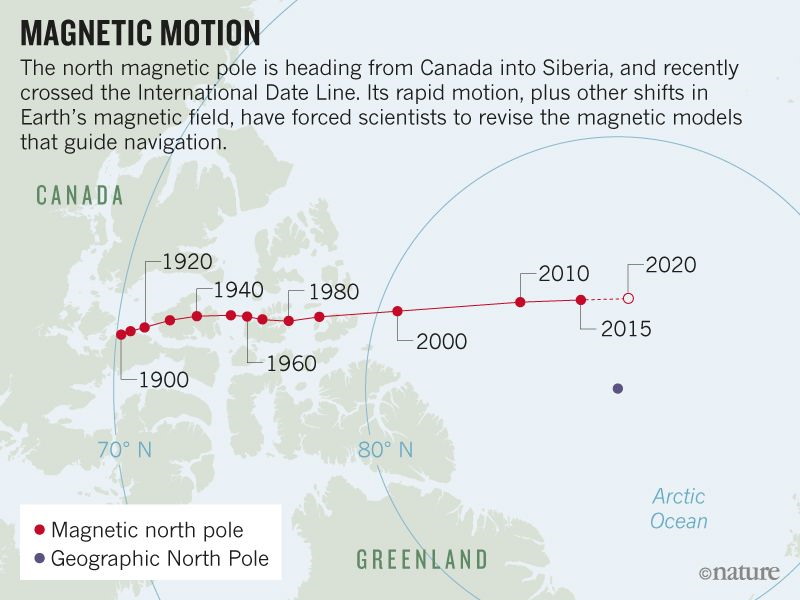 MAGNETIC MOTION
The north magnetic pole is heading from Canada into Siberia, and recently
crossed the International Date Line. Its rapid motion, plus other shifts in
Earth's magnetic field, have forced scientists to revise the magnetic models
that guide navigation.
CANADA
1920
1940
1980
2010
2020
1900
1960
2000
2015
70° N
80° N
Arctic
Ocean
Magnetic north pole
Geographic North Pole
GREENLAND
©nature